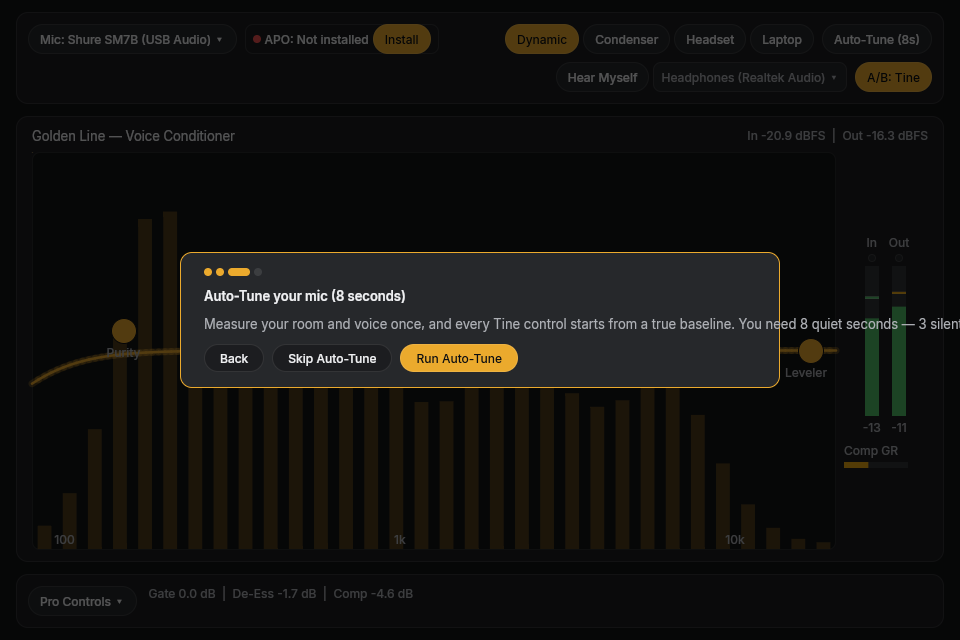 Mic: Shure SM7B (USB Audio) ▾
APO: Not installed
Install
Dynamic
Condenser
Headset
Laptop
Auto-Tune (8s)
Hear Myself
Headphones (Realtek Audio) ▾
A/B: Tine
Golden Line — Voice Conditioner
In -20.9 dBFS | Out -16.3 dBFS
In
Out
Auto-Tune your mic (8 seconds)
Measure your room and voice once, and every Tine control starts from a true baseline. You need 8 quiet seconds — 3 silent
Back
Skip Auto-Tune
Run Auto-Tune
Purity
Leveler
-13
-11
Comp GR
100
1k
10k
Pro Controls ▾
Gate 0.0 dB | De-Ess -1.7 dB | Comp -4.6 dB